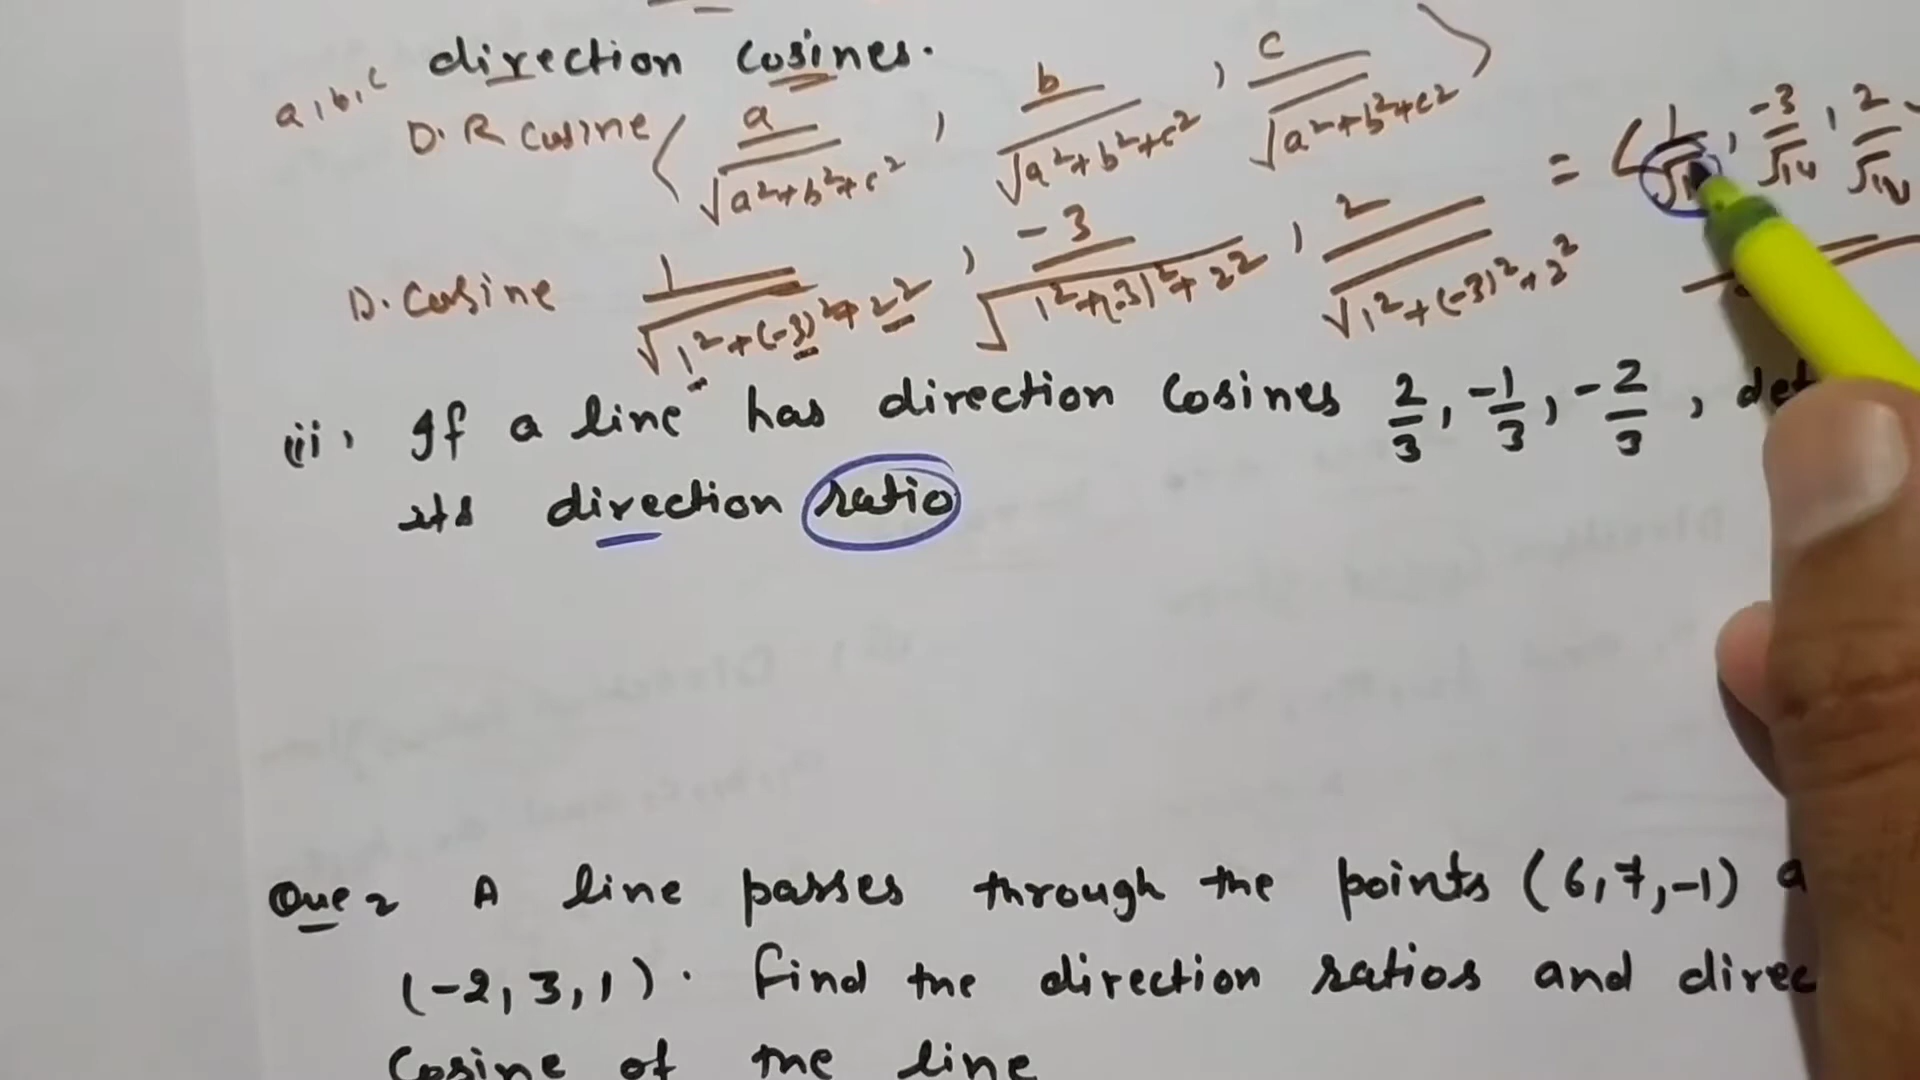 direction cosines.
a, b, c
D. R cosine ⟨ a/√a²+b²+c² , b/√a²+b²+c² , c/√a²+b²+c² ⟩
D. Cosine 1/√1²+(-3)²+2² , -3/√1²+(-3)²+2² , 2/√1²+(-3)²+2² = ⟨ 1/ , -3/√14 , 2/√14
(ii) If a line has direction Cosines 2/3, -1/3, -2/3, det
its direction ratio
Que 2 A line passes through the points (6, 7, -1) a
(-2, 3, 1). Find the direction ratios and direc
Cosine of the line